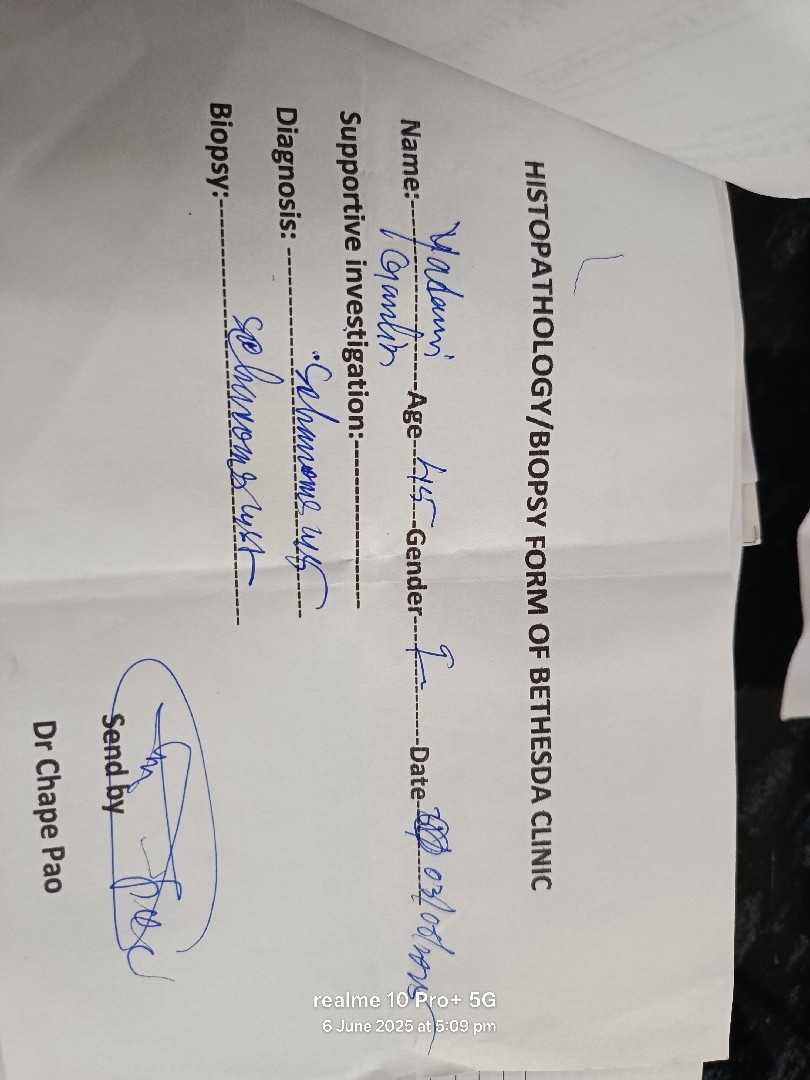 HISTOPATHOLOGY/BIOPSY FORM OF BETHESDA CLINIC
Name:- Yadami Age 45 Gender F Date 03/06/2025
Supportive investigation:-
Diagnosis:
Biopsy:-
Send by
Dr Chape Pao
realme 10 Pro+ 5G
6 June 2025 at 5:09 pm